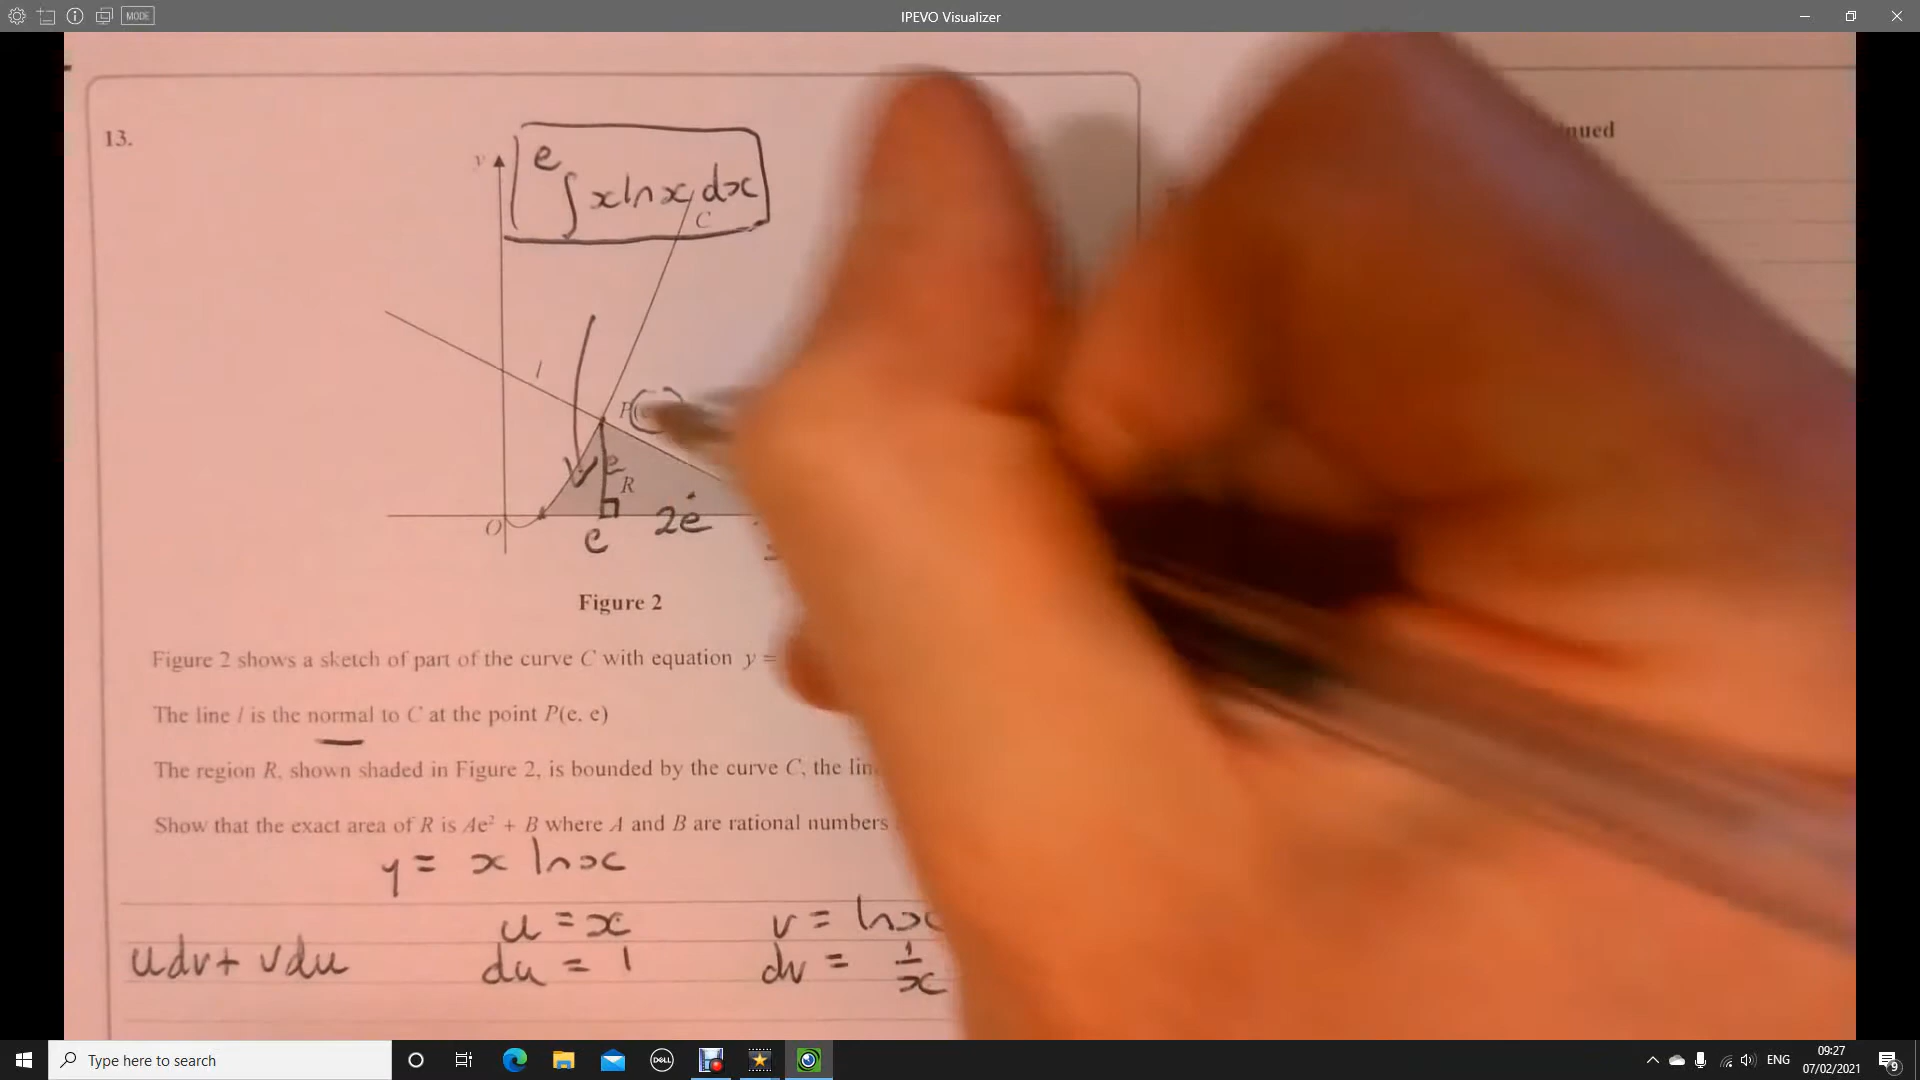 MODE
IPEVO Visualizer
13.
nued
y
e
∫ x ln x dx
C
l
P(
e
R
O
e
2e
Figure 2
Figure 2 shows a sketch of part of the curve C with equation y =
The line l is the normal to C at the point P(e, e)
The region R, shown shaded in Figure 2, is bounded by the curve C, the lin
Show that the exact area of R is Ae² + B where A and B are rational numbers
y = x ln x
u = x v = ln x
udv + vdu du = 1 dv = 1/x
Type here to search
DELL
ENG
09:27
07/02/2021
9